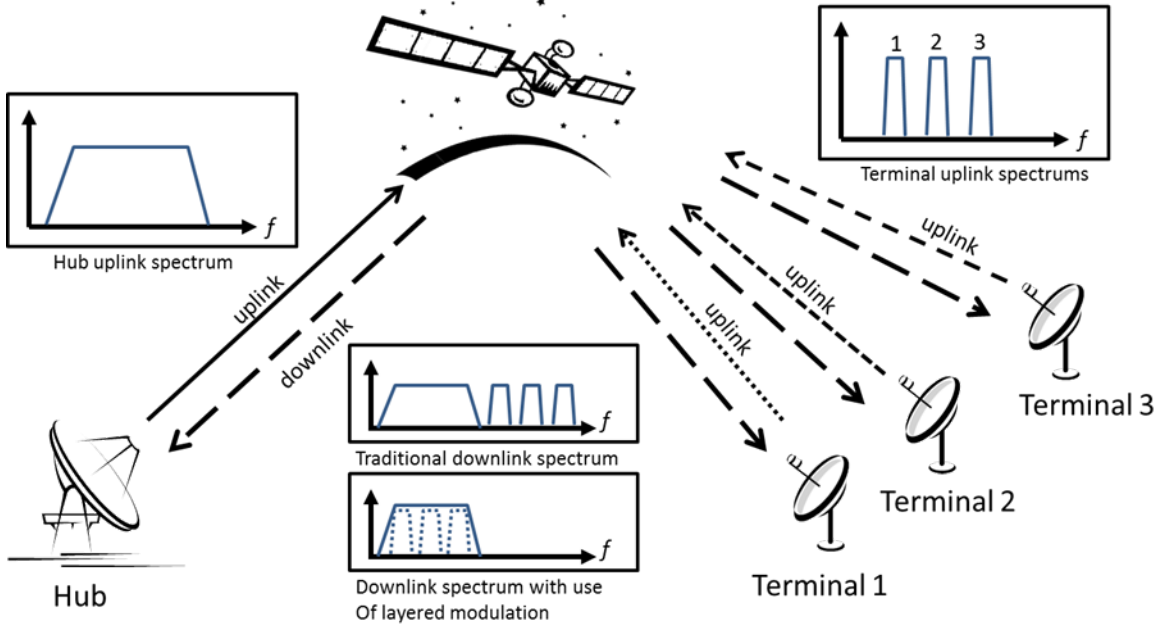 1 2 3
f
Terminal uplink spectrums
f
Hub uplink spectrum
uplink
downlink
uplink
uplink
uplink
f
Traditional downlink spectrum
f
Downlink spectrum with use
Of layered modulation
Hub
Terminal 1
Terminal 2
Terminal 3